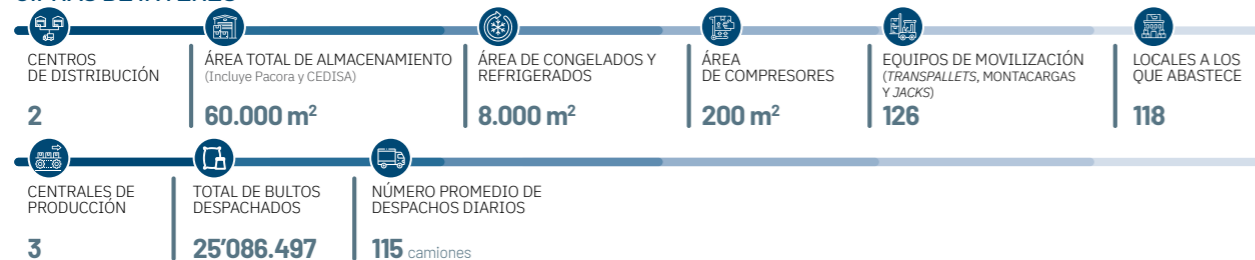 CENTROS
DE DISTRIBUCIÓN
2
ÁREA TOTAL DE ALMACENAMIENTO
(Incluye Pacora y CEDISA)
60.000 m²
ÁREA DE CONGELADOS Y
REFRIGERADOS
8.000 m²
ÁREA
DE COMPRESORES
200 m²
EQUIPOS DE MOVILIZACIÓN
(TRANSPALLETS, MONTACARGAS
Y JACKS)
126
LOCALES A LOS
QUE ABASTECE
118
CENTRALES DE
PRODUCCIÓN
3
TOTAL DE BULTOS
DESPACHADOS
25’086.497
NÚMERO PROMEDIO DE
DESPACHOS DIARIOS
115 camiones